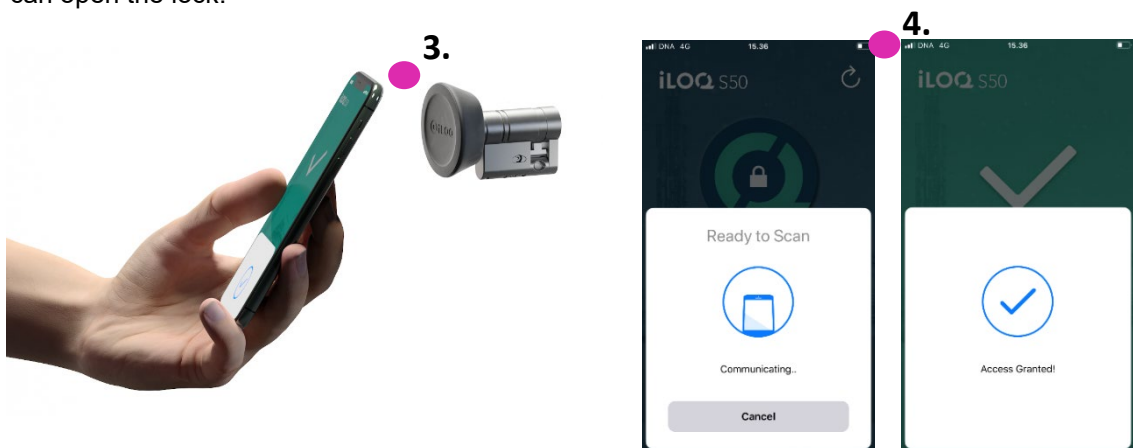 can open the lock.
3.
iLOQ
4.
DNA 4G 15.36
iLOQ S50
Ready to Scan
Communicating..
Cancel
DNA 4G 15.36
iLOQ S50
Access Granted!